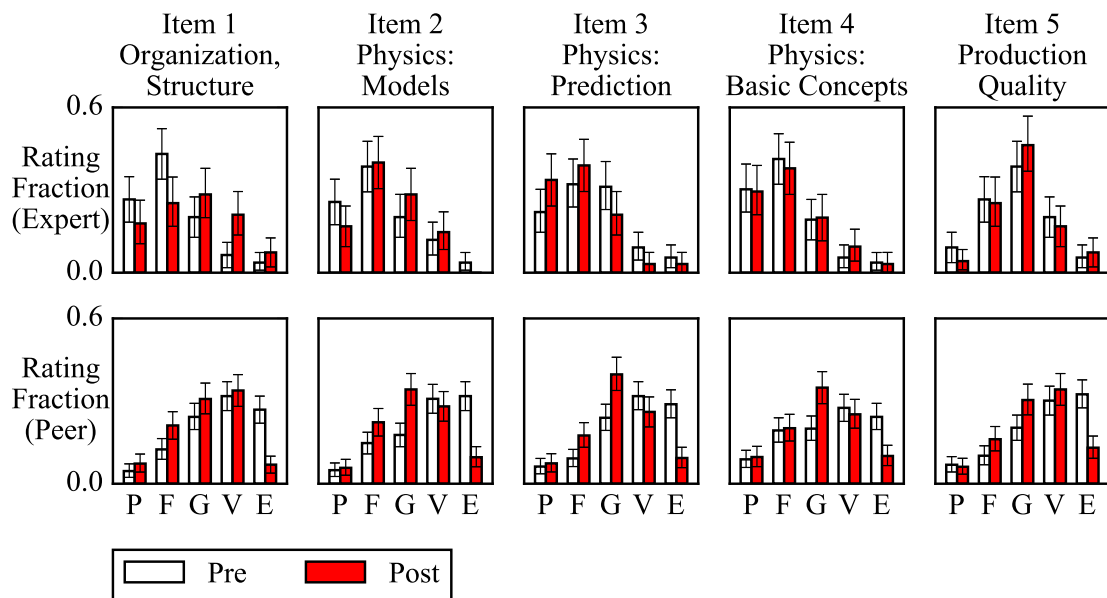 Item 1
Organization,
Structure
Item 2
Physics:
Models
Item 3
Physics:
Prediction
Item 4
Physics:
Basic Concepts
Item 5
Production
Quality
0.6
Rating
Fraction
(Expert)
0.0
0.6
Rating
Fraction
(Peer)
0.0
P F G V E
P F G V E
P F G V E
P F G V E
P F G V E
Pre
Post